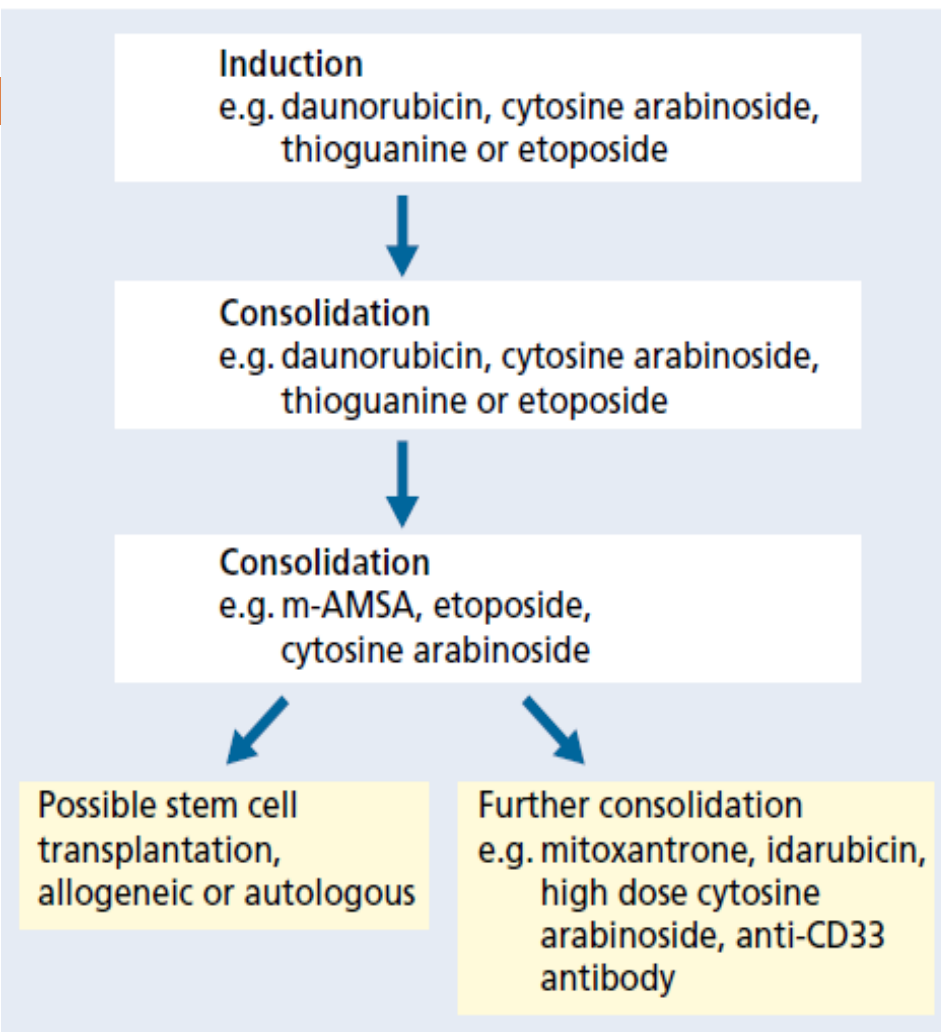 Induction
e.g. daunorubicin, cytosine arabinoside,
thioguanine or etoposide
Consolidation
e.g. daunorubicin, cytosine arabinoside,
thioguanine or etoposide
Consolidation
e.g. m-AMSA, etoposide,
cytosine arabinoside
Possible stem cell
transplantation,
allogeneic or autologous
Further consolidation
e.g. mitoxantrone, idarubicin,
high dose cytosine
arabinoside, anti-CD33
antibody